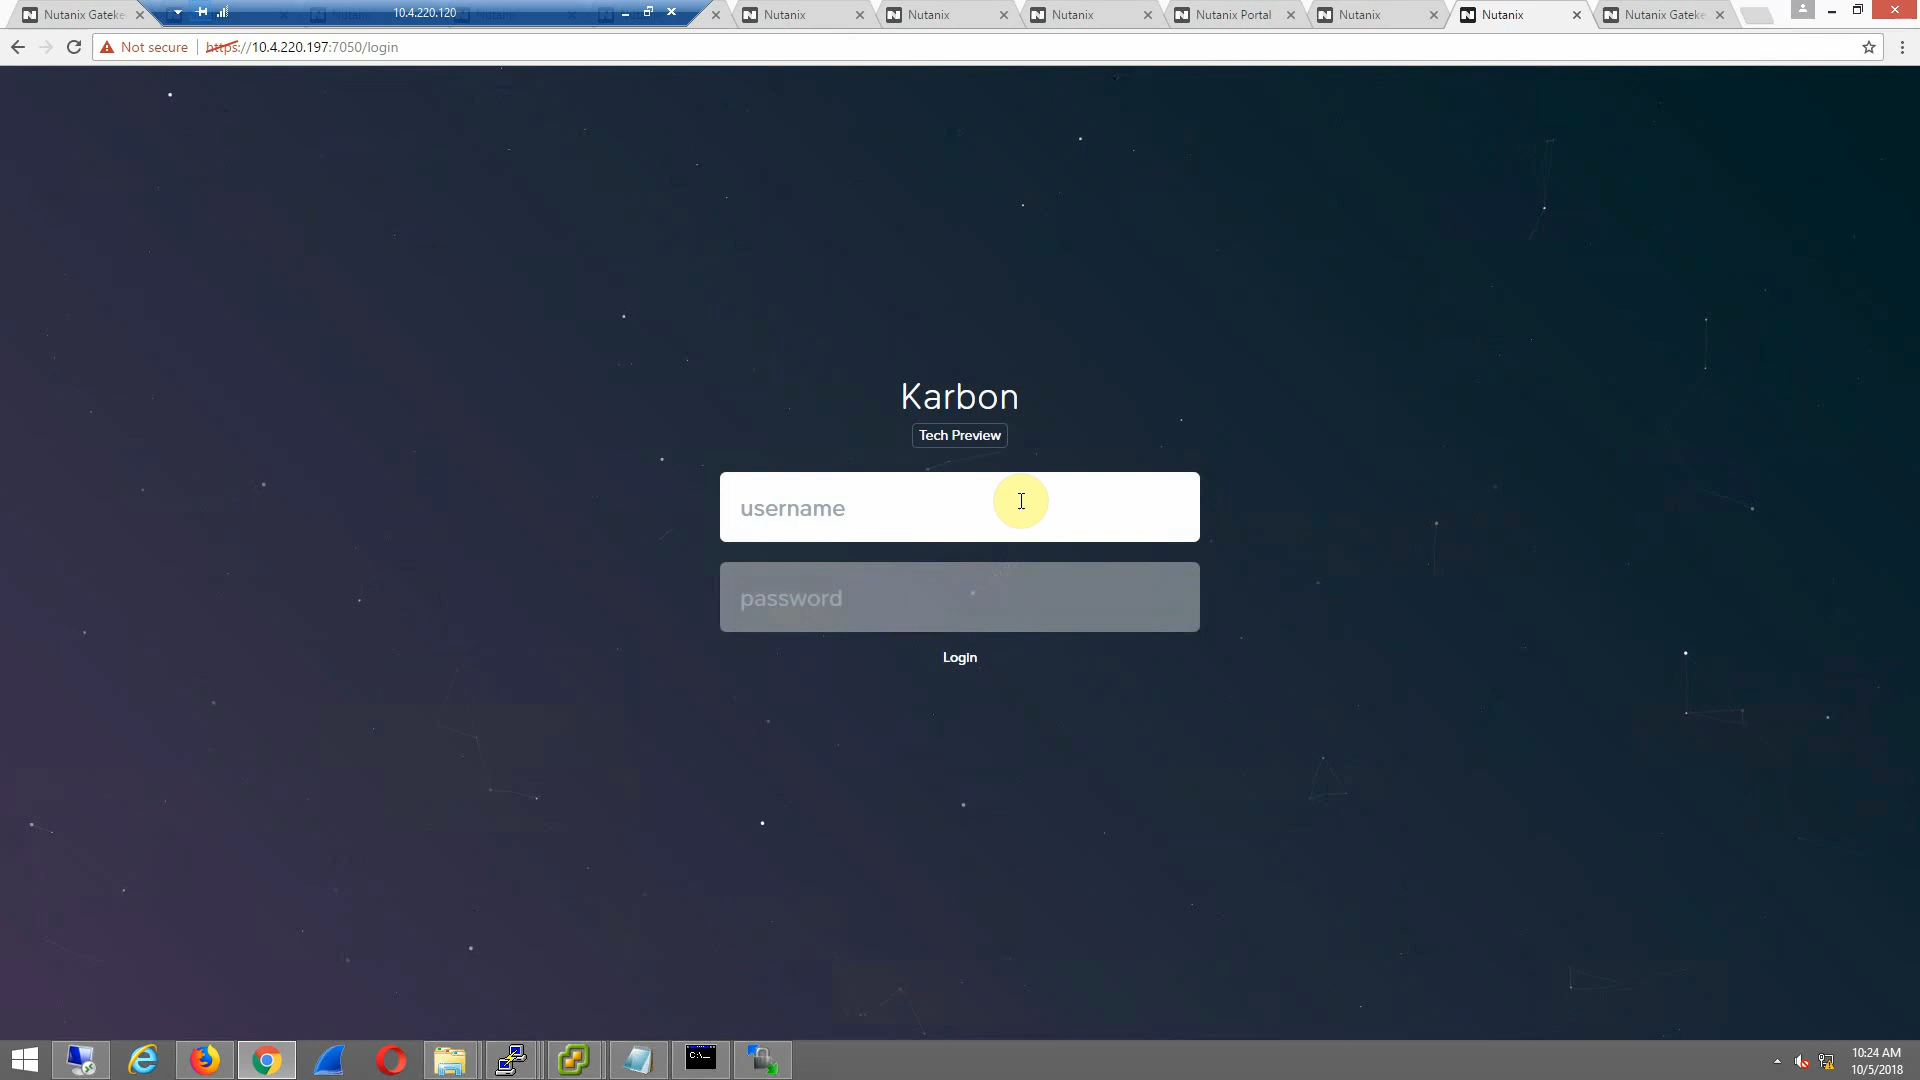 Nutanix Gateke
10.4.220.120
Nutanix
Nutanix
Nutanix
Nutanix Portal
Nutanix
Nutanix
Nutanix Gateke
Not secure
https://10.4.220.197:7050/login
Karbon
Tech Preview
username
password
Login
C:\_
10:24 AM
10/5/2018